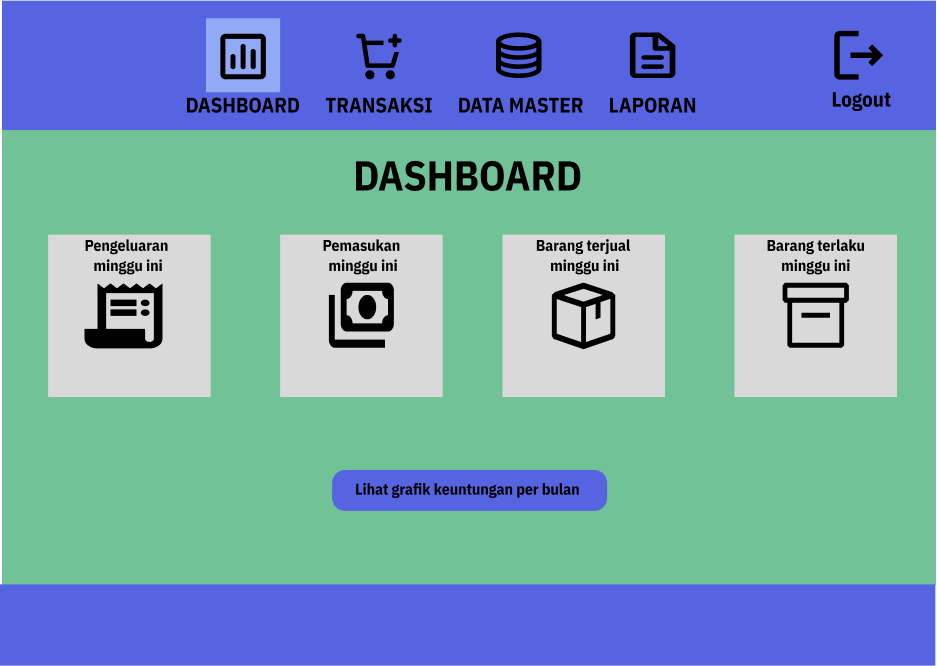 DASHBOARD
TRANSAKSI
DATA MASTER
LAPORAN
Logout
DASHBOARD
Pengeluaran
minggu ini
Pemasukan
minggu ini
Barang terjual
minggu ini
Barang terlaku
minggu ini
Lihat grafik keuntungan per bulan